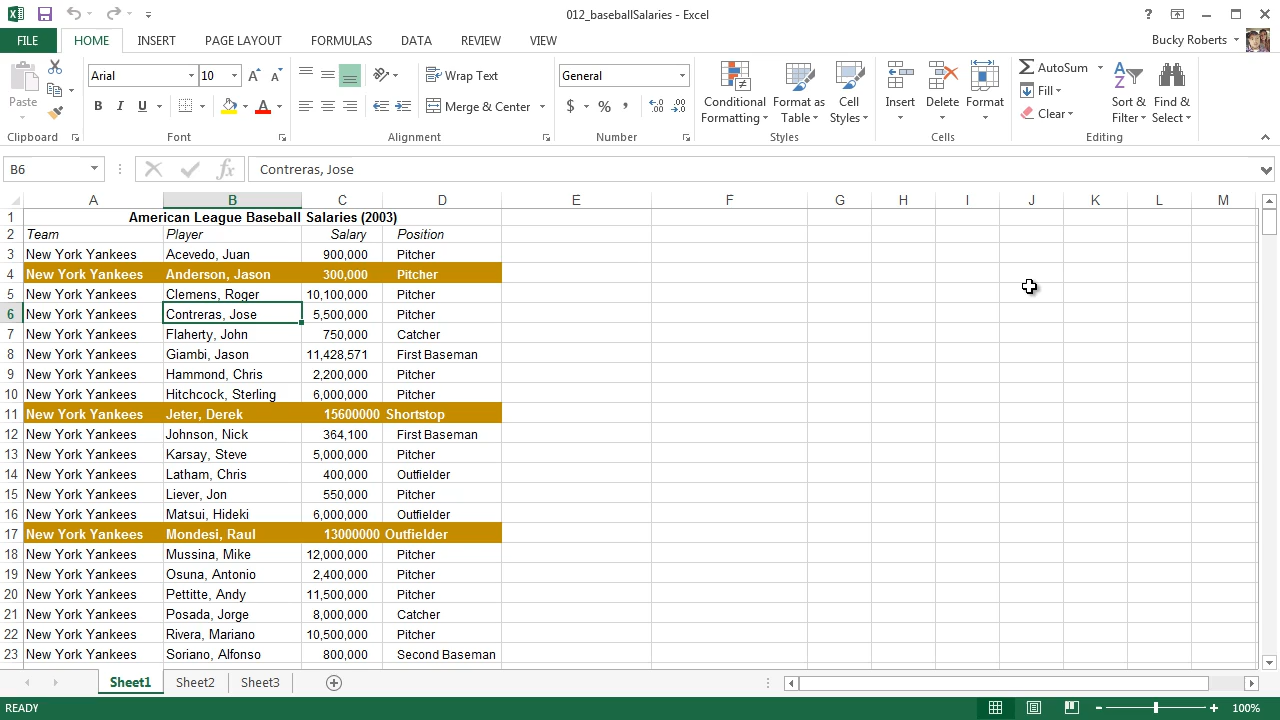 012_baseballSalaries - Excel
FILE HOME INSERT PAGE LAYOUT FORMULAS DATA REVIEW VIEW Bucky Roberts
Paste
Arial 10
B I U A
Wrap Text
Merge & Center
General
$ % ,
Conditional Formatting
Format as Table
Cell Styles
Insert Delete Format
AutoSum
Fill
Clear
Sort & Filter
Find & Select
Clipboard Font Alignment Number Styles Cells Editing
B6 fx Contreras, Jose
A B C D E F G H I J K L M
1 American League Baseball Salaries (2003)
2 Team Player Salary Position
3 New York Yankees Acevedo, Juan 900,000 Pitcher
4 New York Yankees Anderson, Jason 300,000 Pitcher
5 New York Yankees Clemens, Roger 10,100,000 Pitcher
6 New York Yankees Contreras, Jose 5,500,000 Pitcher
7 New York Yankees Flaherty, John 750,000 Catcher
8 New York Yankees Giambi, Jason 11,428,571 First Baseman
9 New York Yankees Hammond, Chris 2,200,000 Pitcher
10 New York Yankees Hitchcock, Sterling 6,000,000 Pitcher
11 New York Yankees Jeter, Derek 15600000 Shortstop
12 New York Yankees Johnson, Nick 364,100 First Baseman
13 New York Yankees Karsay, Steve 5,000,000 Pitcher
14 New York Yankees Latham, Chris 400,000 Outfielder
15 New York Yankees Liever, Jon 550,000 Pitcher
16 New York Yankees Matsui, Hideki 6,000,000 Outfielder
17 New York Yankees Mondesi, Raul 13000000 Outfielder
18 New York Yankees Mussina, Mike 12,000,000 Pitcher
19 New York Yankees Osuna, Antonio 2,400,000 Pitcher
20 New York Yankees Pettitte, Andy 11,500,000 Pitcher
21 New York Yankees Posada, Jorge 8,000,000 Catcher
22 New York Yankees Rivera, Mariano 10,500,000 Pitcher
23 New York Yankees Soriano, Alfonso 800,000 Second Baseman
Sheet1 Sheet2 Sheet3
READY 100%